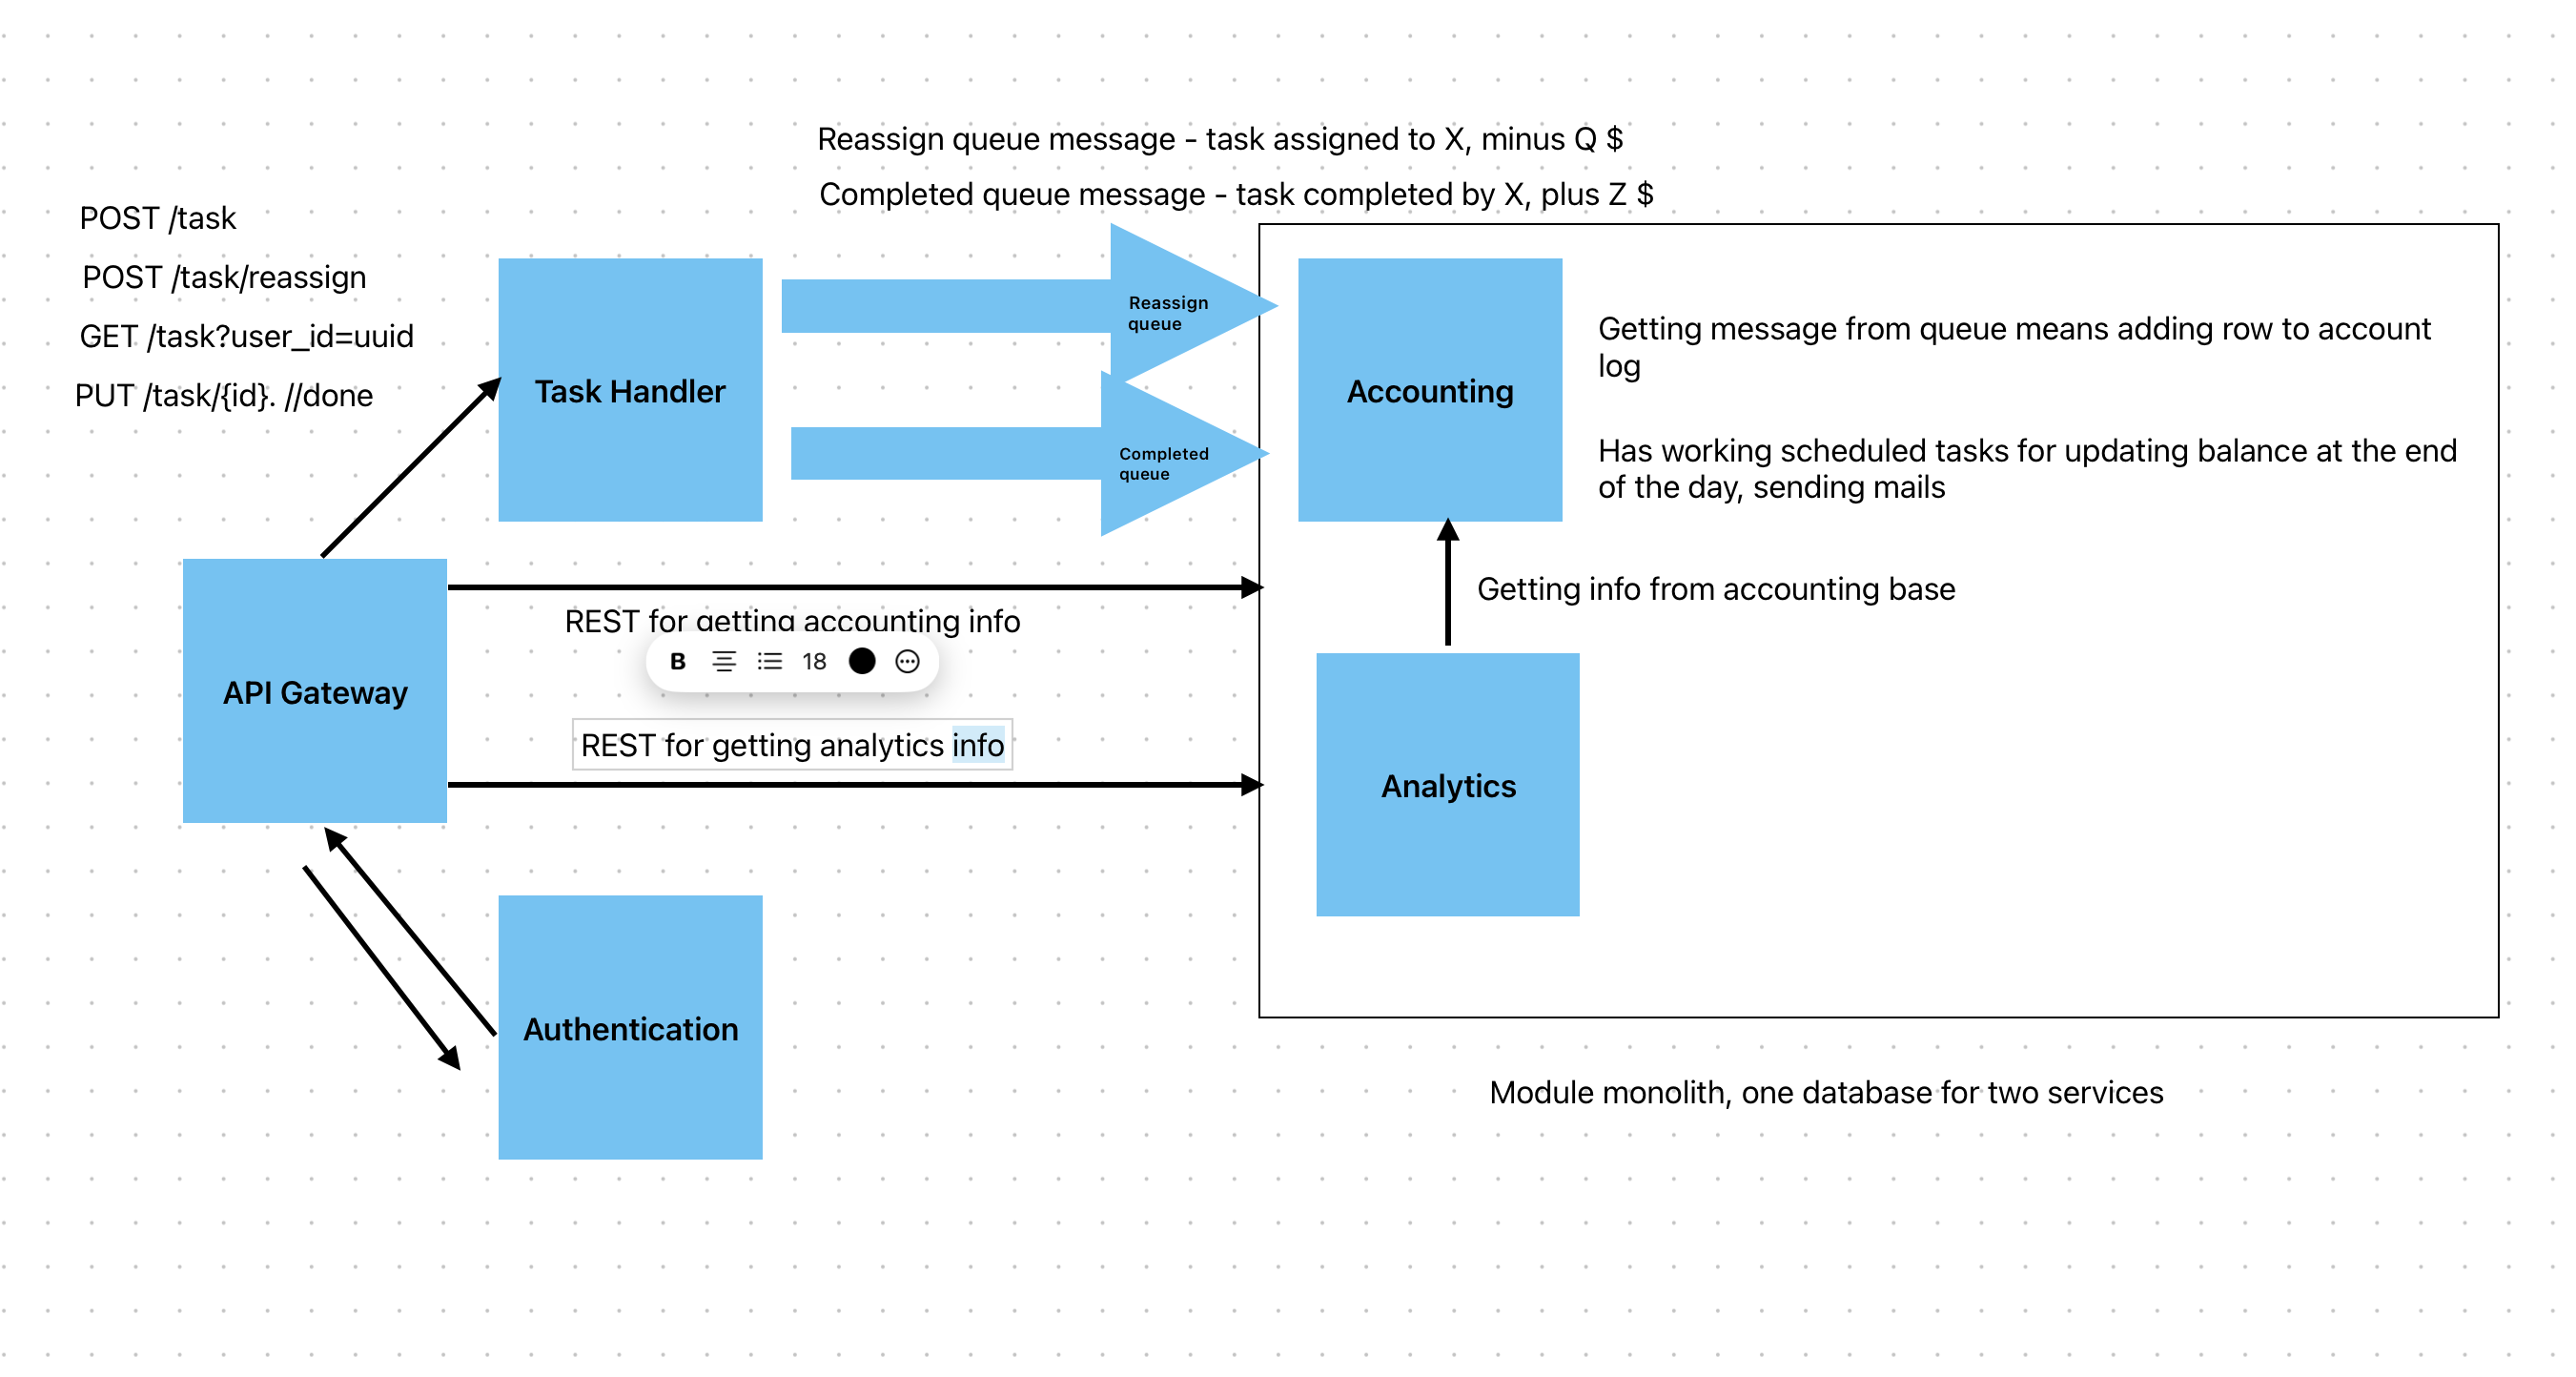 Reassign queue message - task assigned to X, minus Q $
Completed queue message - task completed by X, plus Z $
POST /task
POST /task/reassign
GET /task?user_id=uuid
PUT /task/{id}. //done
Task Handler
Reassign
queue
Completed
queue
Accounting
Getting message from queue means adding row to account
log
Has working scheduled tasks for updating balance at the end
of the day, sending mails
REST for getting accounting info
B
18
Getting info from accounting base
API Gateway
REST for getting analytics info
Analytics
Authentication
Module monolith, one database for two services